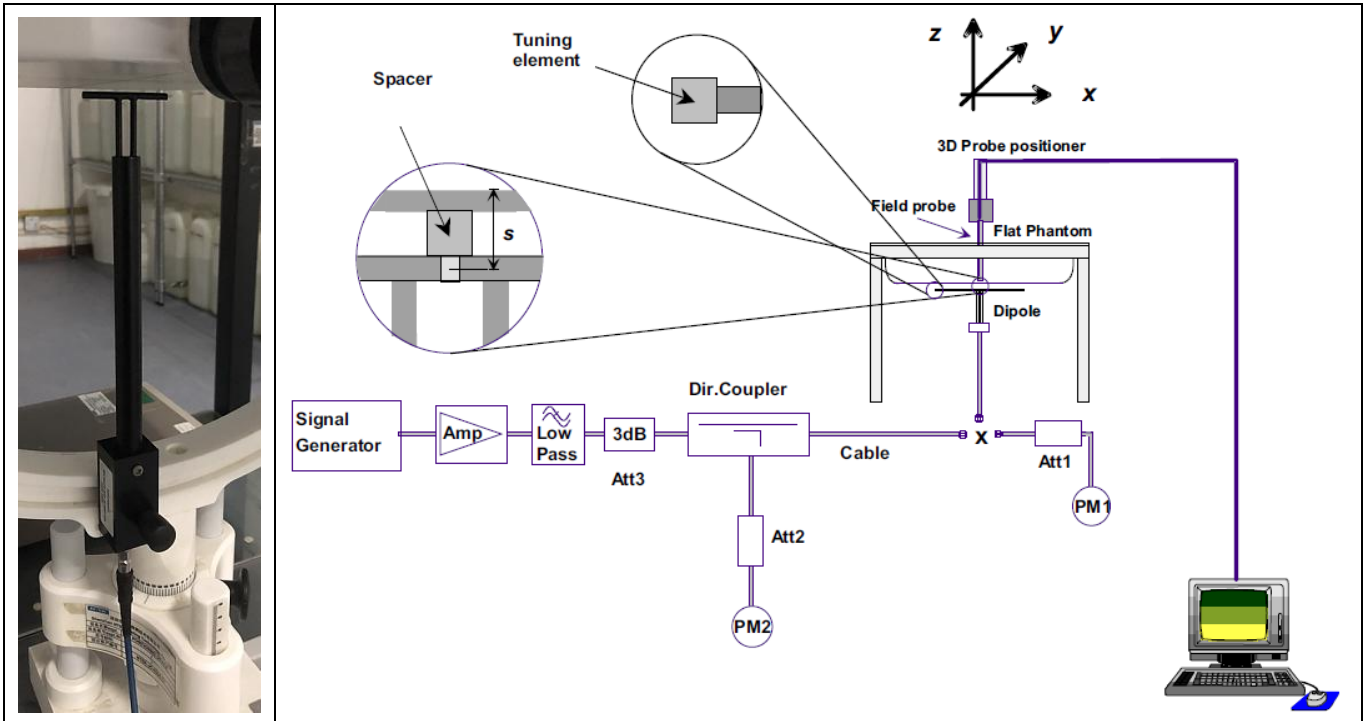 Tuning
element
Spacer
z
y
x
3D Probe positioner
Field probe
s
Flat Phantom
Dipole
Dir.Coupler
Signal
Generator
Amp
Low
Pass
3dB
Att3
Cable
x
Att1
PM1
Att2
PM2